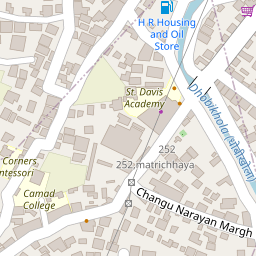 H R Housing
and Oil
Store
St. Davis
Academy
Dhobikhola
252
252 matrichhaya
Corners
ntessori
Camad
College
Changu Narayan Margh